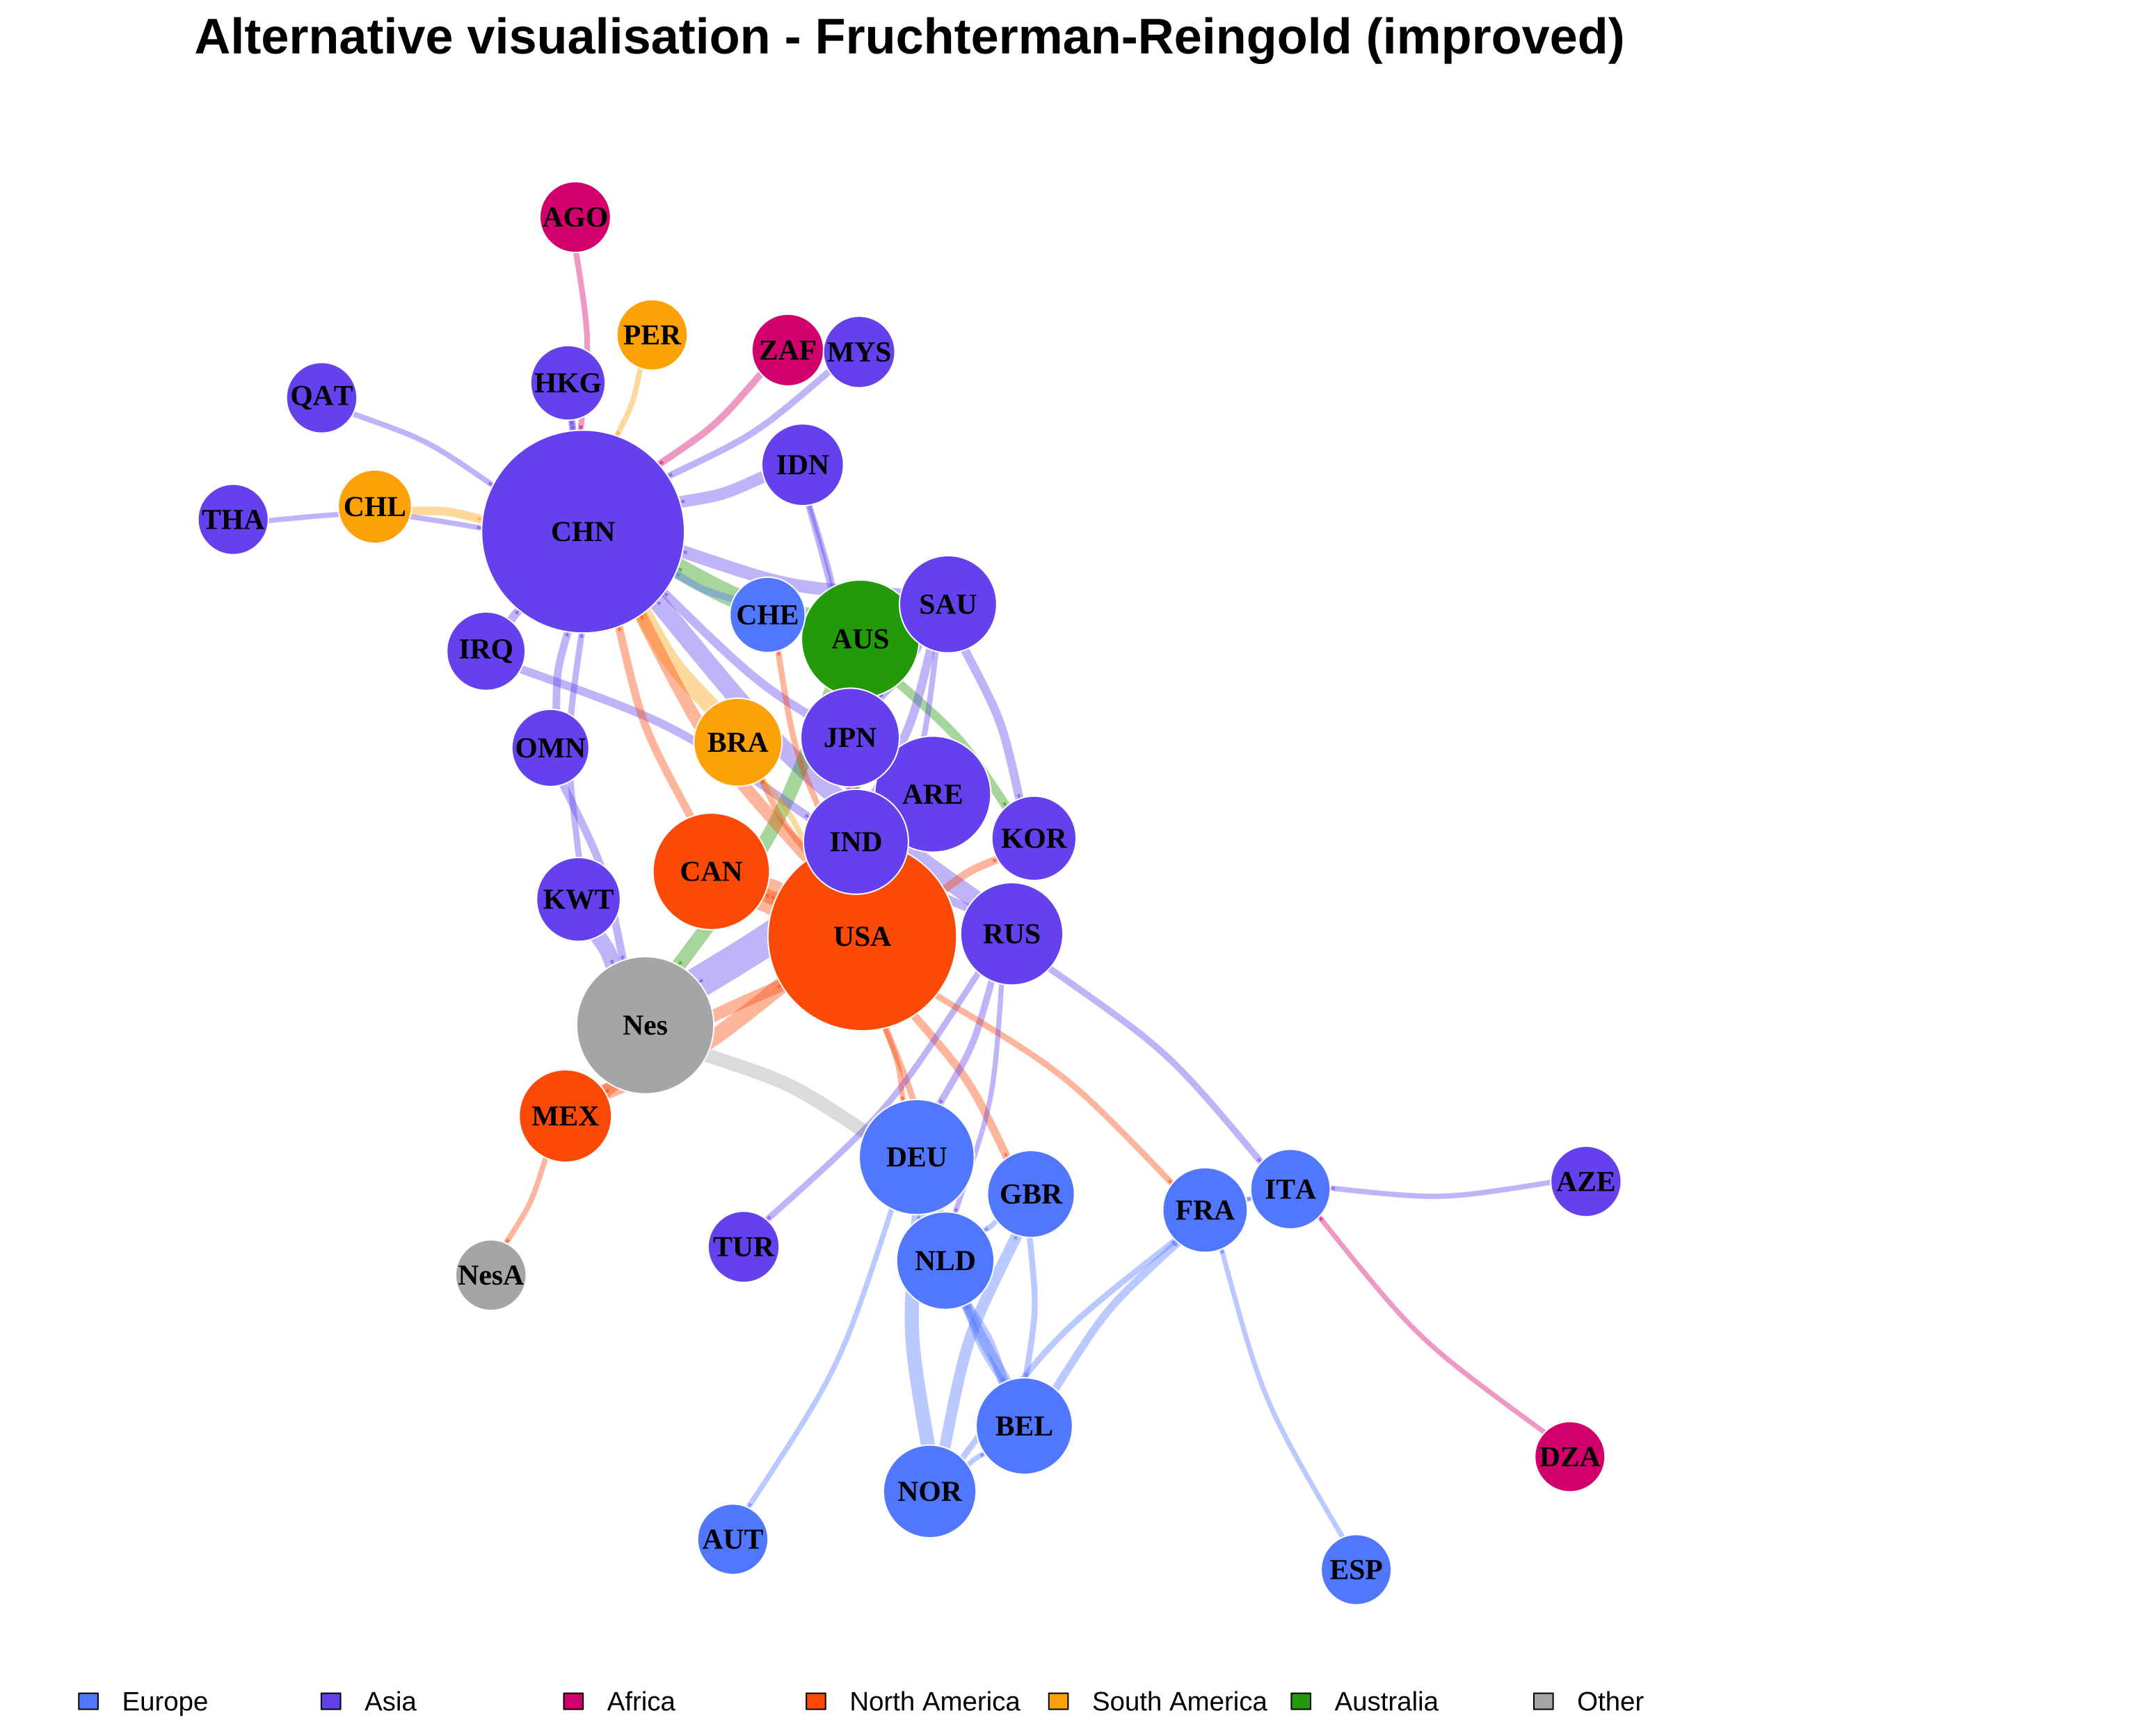 Alternative visualisation - Fruchterman-Reingold (improved)
AGO
PER
ZAF
MYS
HKG
QAT
IDN
CHL
THA
CHN
SAU
CHE
AUS
IRQ
JPN
BRA
OMN
ARE
KOR
IND
CAN
KWT
RUS
USA
Nes
MEX
DEU
AZE
ITA
GBR
FRA
TUR
NLD
NesA
BEL
DZA
NOR
AUT
ESP
Europe
Asia
Africa
North America
South America
Australia
Other